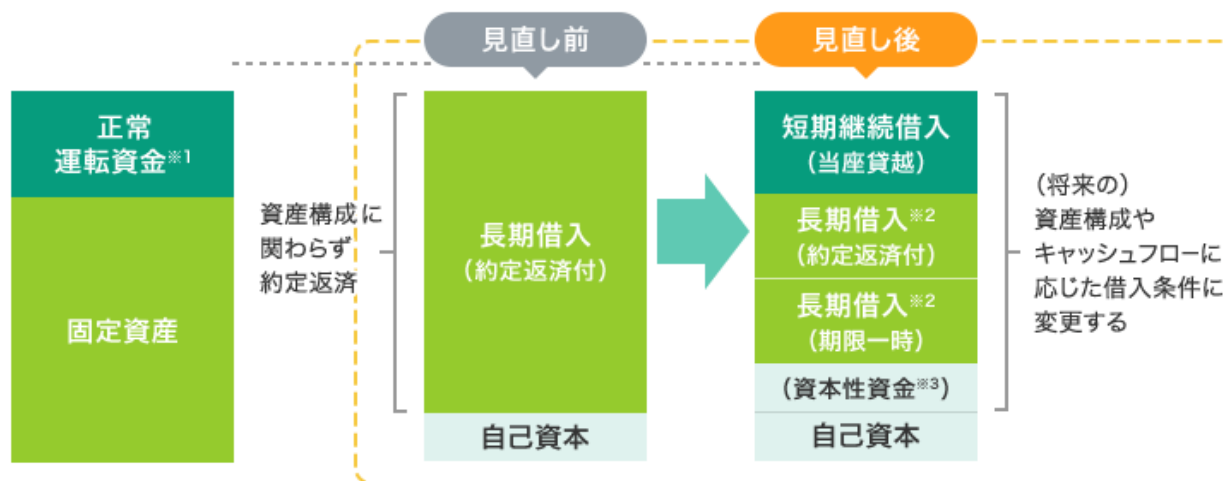 見直し前
見直し後
正常
運転資金※1
固定資産
資産構成に
関わらず
約定返済
長期借入
(約定返済付)
自己資本
短期継続借入
(当座貸越)
長期借入※2
(約定返済付)
長期借入※2
(期限一時)
(資本性資金※3)
自己資本
(将来の)
資産構成や
キャッシュフローに
応じた借入条件に
変更する